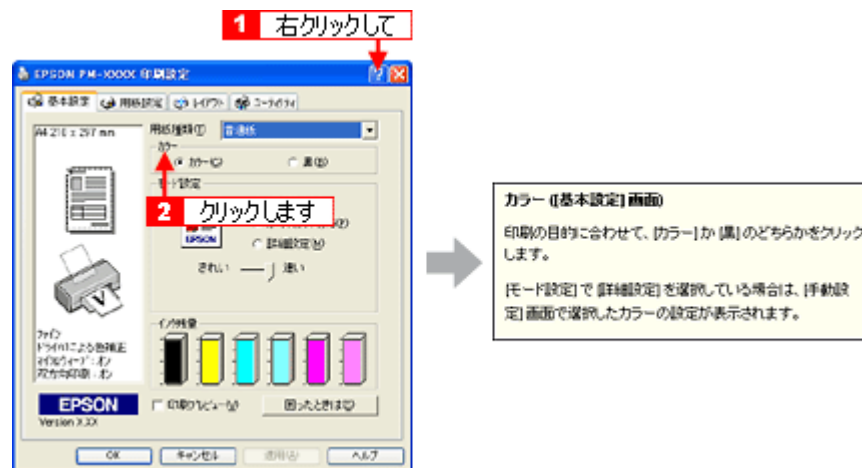 1 右クリックして
EPSON PM-XXXX 印刷設定
基本設定 用紙設定 レイアウト ユーティリティ
A4 210 x 297 mm
用紙種類(T) 普通紙
カラー
カラー(C) 黒(B)
モード設定
2 クリックします
EPSON
詳細設定(M)
きれい 速い
インク残量
ファイン
ドライバによる色補正
マイクロウィーブ : オン
双方向印刷 : オン
EPSON
Version X.XX
印刷プレビュー(W) 困ったときは(Q)
OK キャンセル 適用(A) ヘルプ
カラー ([基本設定] 画面)
印刷の目的に合わせて、[カラー] か [黒] のどちらかをクリック
します。
[モード設定] で [詳細設定] を選択している場合は、[手動設
定] 画面で選択したカラーの設定が表示されます。